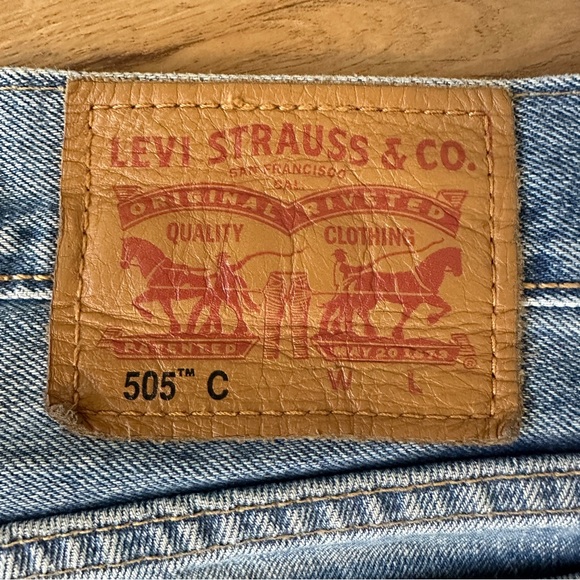 LEVI STRAUSS & CO.
SAN FRANCISCO
CAL.
ORIGINAL RIVETED
QUALITY CLOTHING
PATENTED MAY 20 1873
505™ C W L